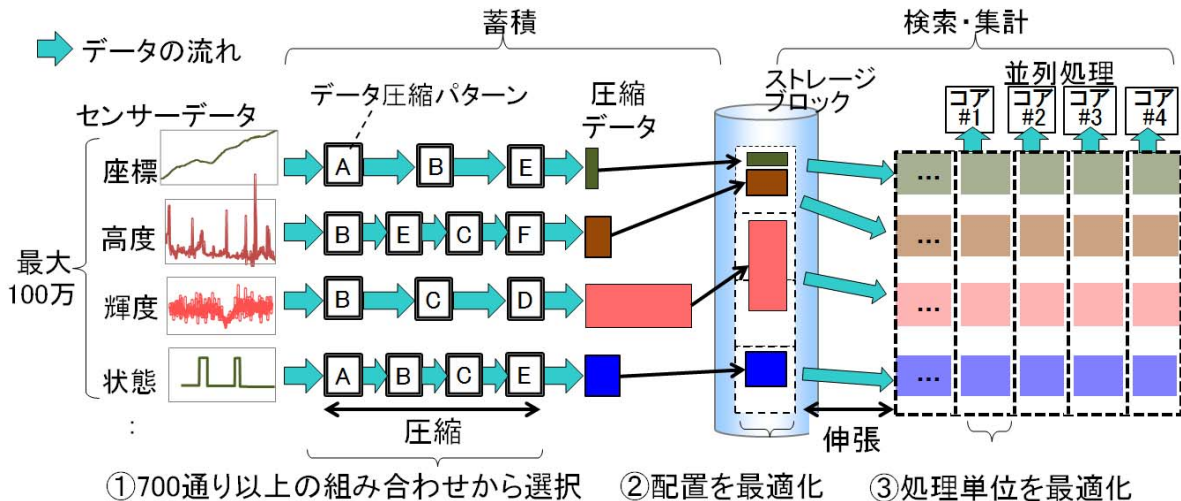 蓄積
検索・集計
データの流れ
データ圧縮パターン
圧縮
データ
ストレージ
ブロック
並列処理
コア
#1
コア
#2
コア
#3
コア
#4
センサーデータ
座標
A
B
E
...
高度
B
E
C
F
...
最大
100万
輝度
B
C
D
...
状態
A
B
C
E
...
:
圧縮
伸張
①700通り以上の組み合わせから選択
②配置を最適化
③処理単位を最適化